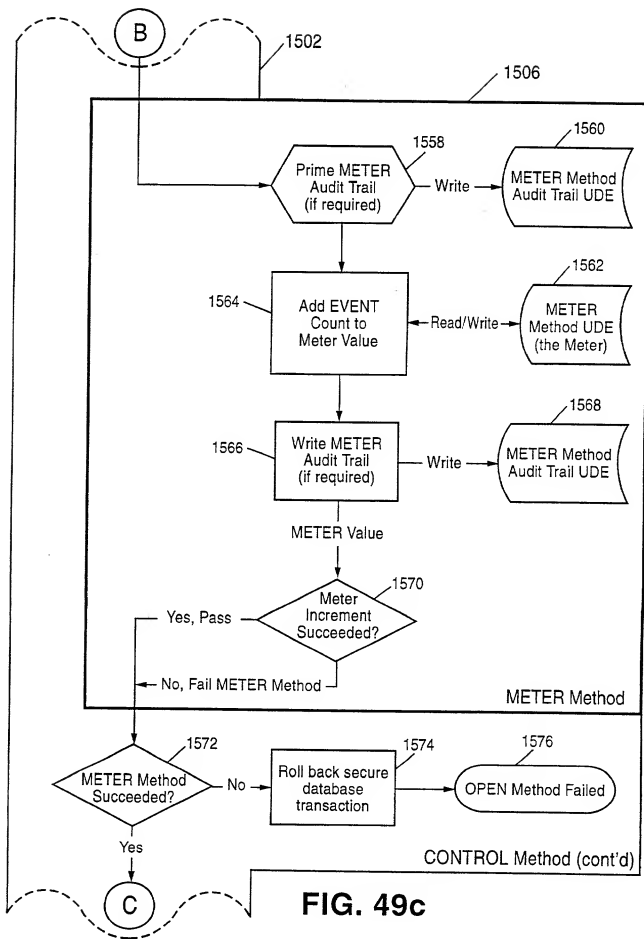 B
1502
1506
1558
1560
Prime METER
Audit Trail
(if required)
Write
METER Method
Audit Trail UDE
1562
1564
Add EVENT
Count to
Meter Value
Read/Write
METER
Method UDE
(the Meter)
1566
1568
Write METER
Audit Trail
(if required)
Write
METER Method
Audit Trail UDE
METER Value
1570
Meter
Increment
Succeeded?
Yes, Pass
No, Fail METER Method
METER Method
1572
1574
1576
METER Method
Succeeded?
No
Roll back secure
database
transaction
OPEN Method Failed
Yes
CONTROL Method (cont'd)
C
FIG. 49c